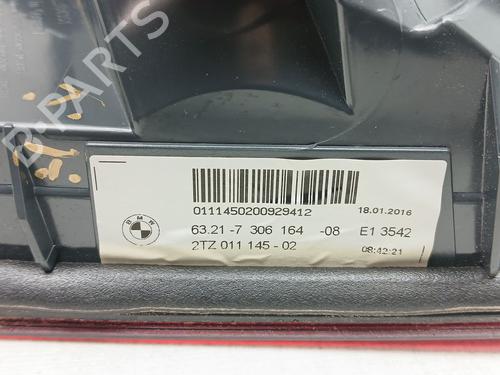 B-PARTS
0111450200929412 18.01.2016
BMW
63.21-7 306 164 -08 E1 3542
2TZ 011 145-02 08:42:21